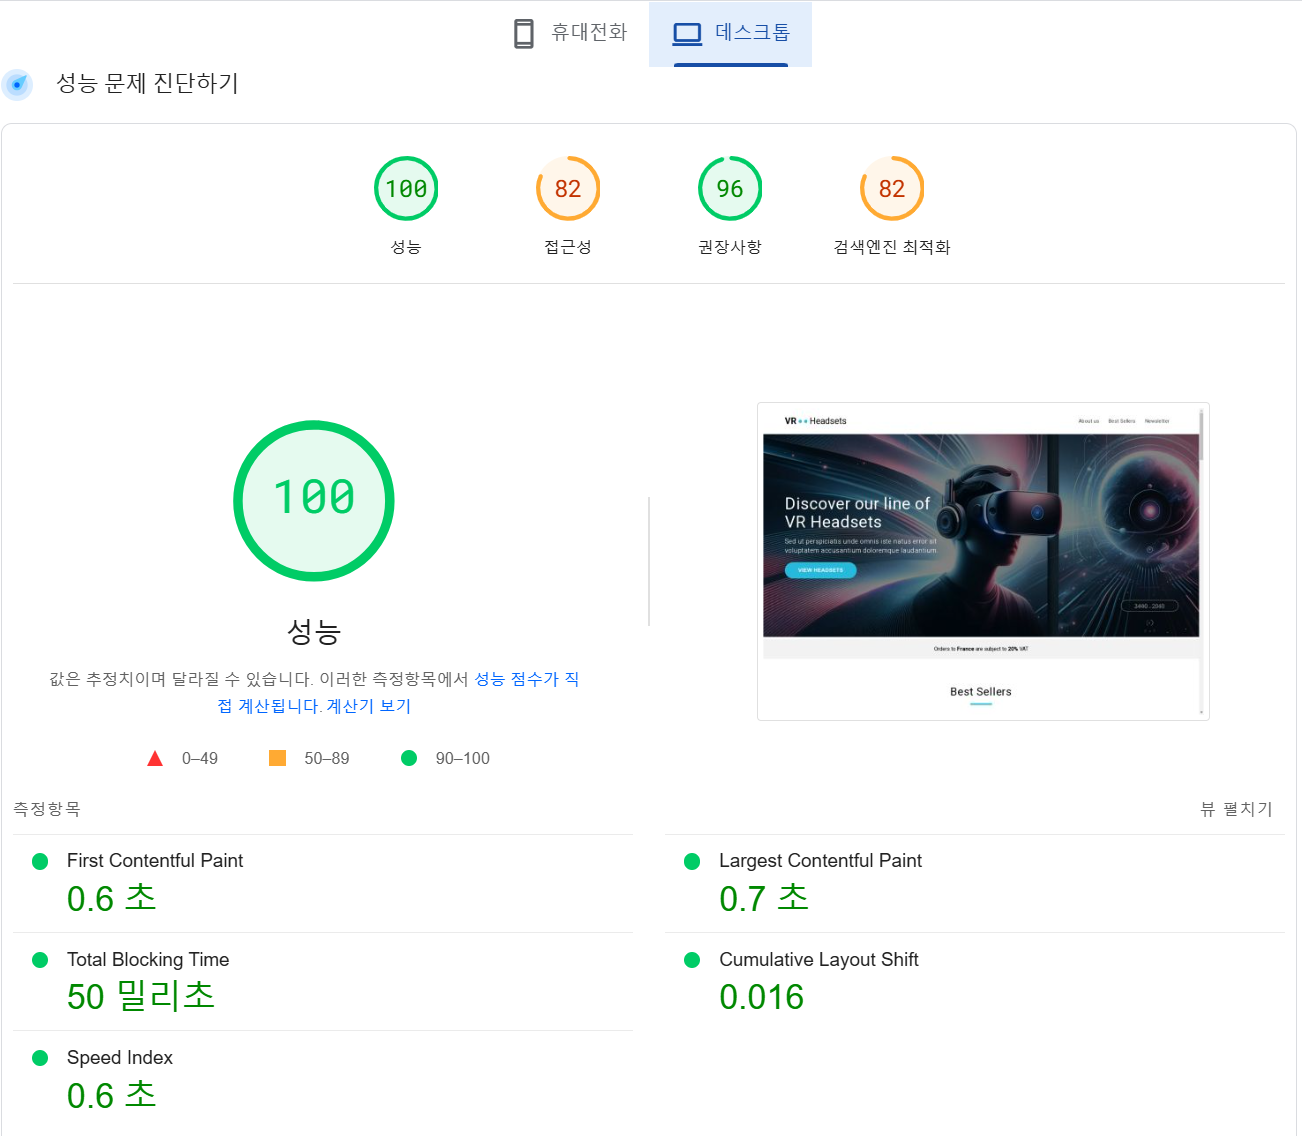 휴대전화
데스크톱
성능 문제 진단하기
100
82
96
82
성능
접근성
권장사항
검색엔진 최적화
100
성능
값은 추정치이며 달라질 수 있습니다. 이러한 측정항목에서 성능 점수가 직
접 계산됩니다. 계산기 보기
0–49
50–89
90–100
VR Headsets
About us
Best Sellers
Newsletter
Discover our line of
VR Headsets
Sed ut perspiciatis unde omnis iste natus error sit
voluptatem accusantium doloremque laudantium
VIEW HEADSETS
Orders to France are subject to 20% VAT
Best Sellers
측정항목
뷰 펼치기
First Contentful Paint
0.6 초
Largest Contentful Paint
0.7 초
Total Blocking Time
50 밀리초
Cumulative Layout Shift
0.016
Speed Index
0.6 초